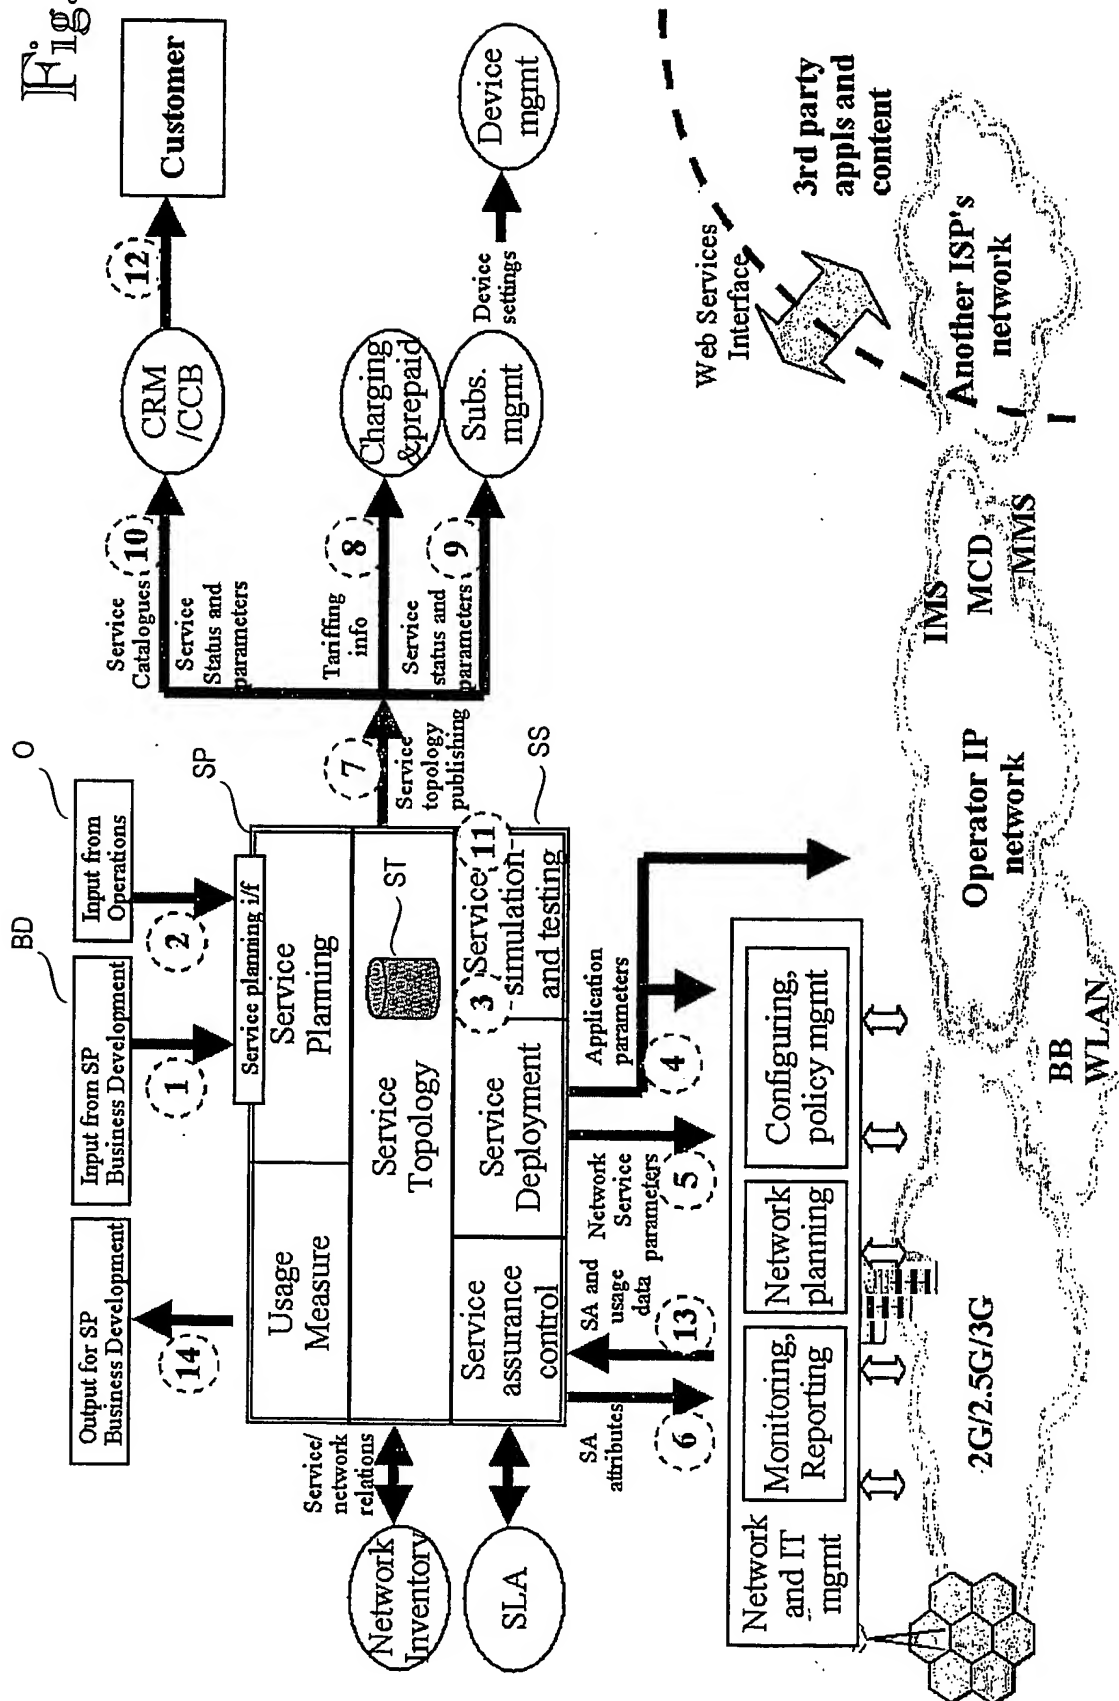 Fig.
Output for SP
Business Development
Input from SP
Business Development
Input from
Operations
BD
O
14
1
2
SP
Service planning i/f
Usage
Measure
Service
Planning
Service
Topology
ST
Service
assurance
control
Service
Deployment
3
Service
simulation-
and testing
11
SS
7
Service
topology
publishing
Service
Catalogues
10
Service
Status and
parameters
CRM
/CCB
12
Customer
Tariffing
info
8
Charging
&prepaid
Service
status and
parameters
9
Subs.
mgmt
Device
settings
Device
mgmt
Service/
network
relations
Network
Inventory
SLA
SA
attributes
6
SA and
usage
data
13
Network
Service
parameters
5
Application
parameters
4
Network
and IT
mgmt
Monitoring,
Reporting
Network
planning
Configuring,
policy mgmt
Web Services
Interface
3rd party
appls and
content
2G/2.5G/3G
BB
WLAN
Operator IP
network
IMS
MCD
MMS
Another ISP's
network